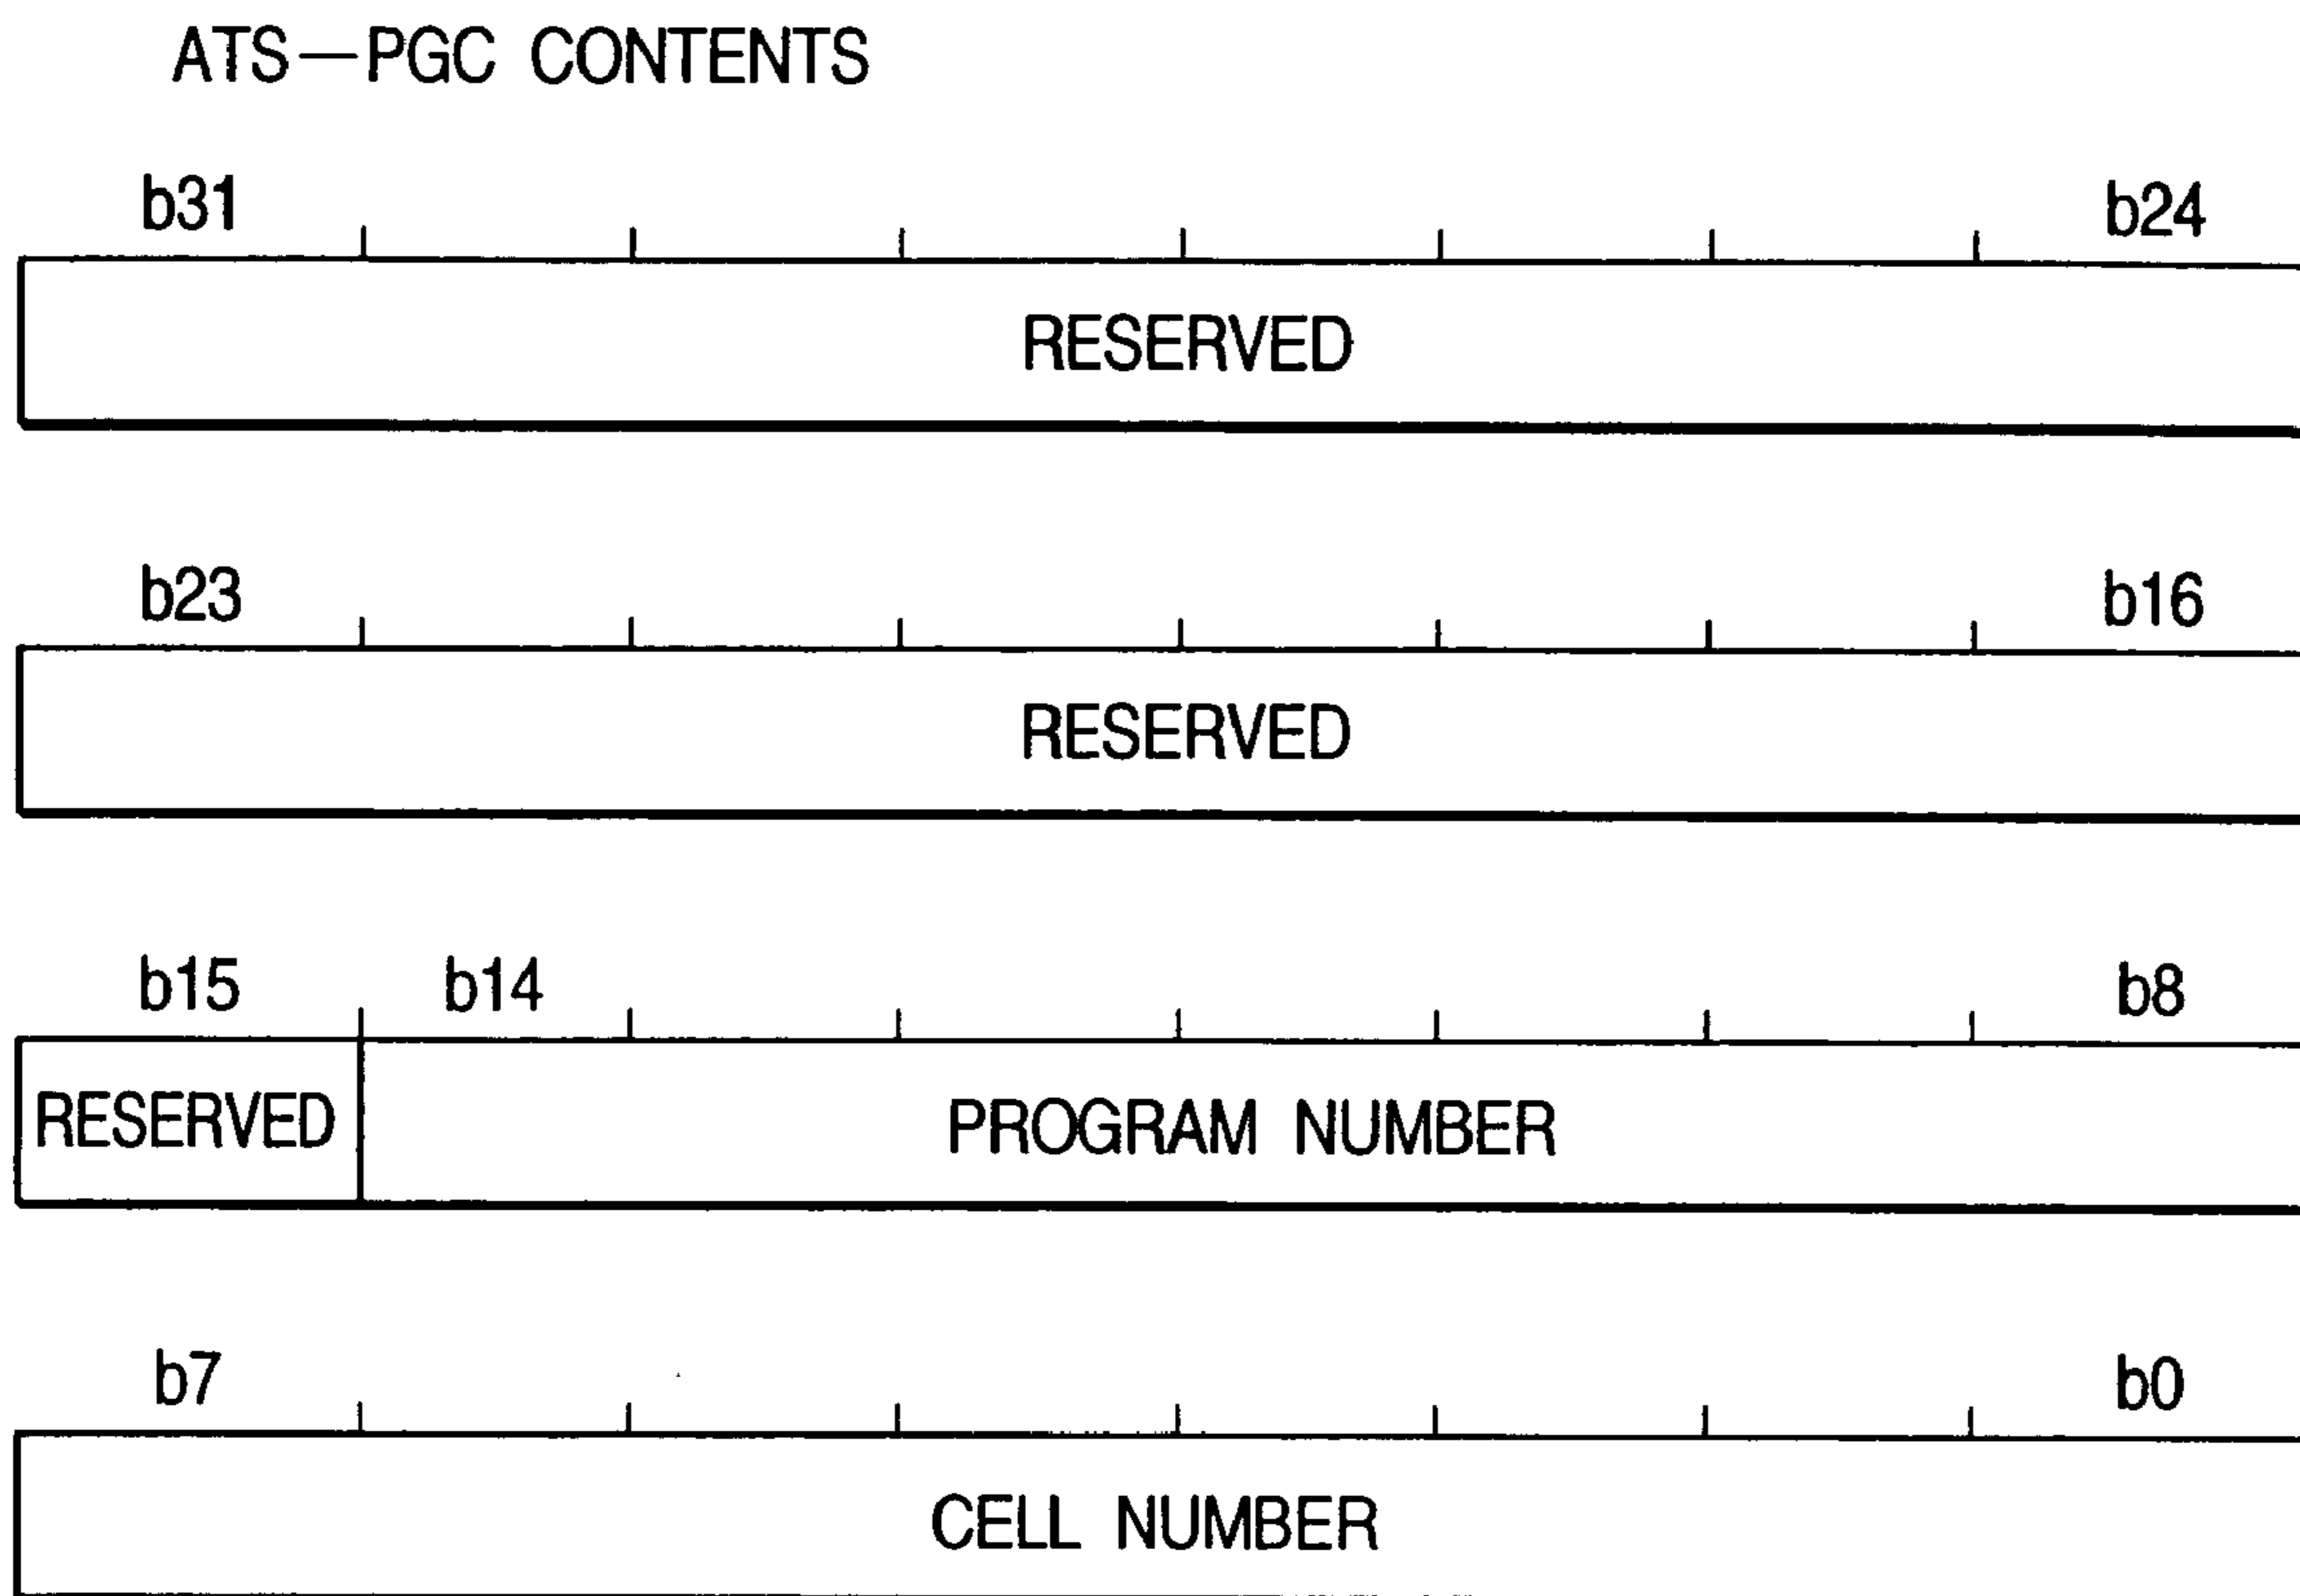 ATS—PGC CONTENTS
b31 b24
RESERVED
b23 b16
RESERVED
b15 b14 b8
RESERVED PROGRAM NUMBER
b7 b0
CELL NUMBER